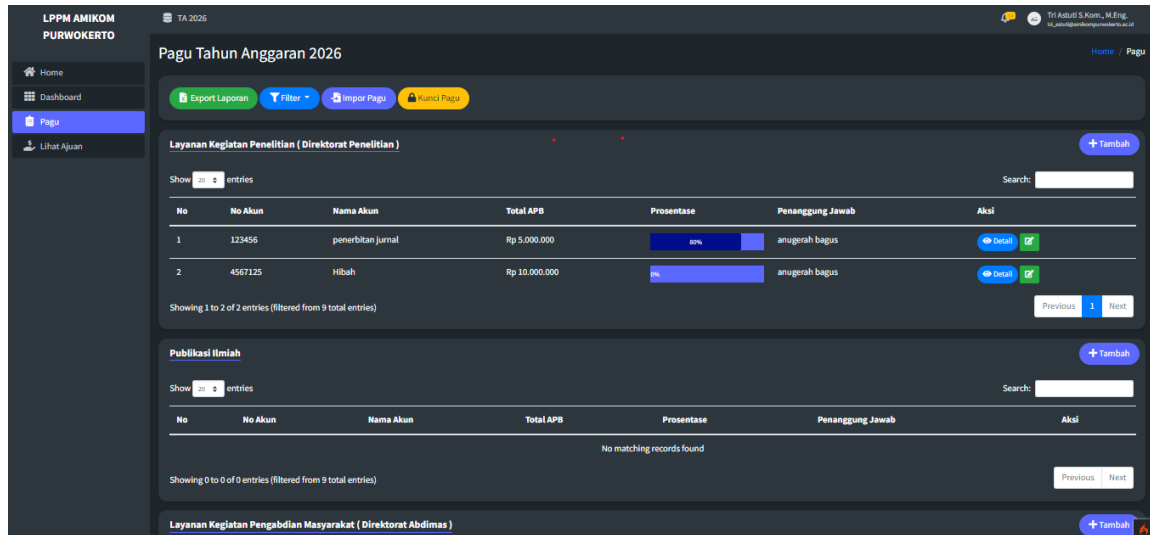 LPPM AMIKOM
PURWOKERTO
TA 2026
Tri Astuti S.Kom., M.Eng.
tri_astuti@amikompurwokerto.ac.id
Pagu Tahun Anggaran 2026
Home / Pagu
Home
Dashboard
Pagu
Lihat Ajuan
Export Laporan
Filter
Impor Pagu
Kunci Pagu
Layanan Kegiatan Penelitian ( Direktorat Penelitian )
Tambah
Show 20 entries
Search:
No No Akun Nama Akun Total APB Prosentase Penanggung Jawab Aksi
1 123456 penerbitan jurnal Rp 5.000.000 80% anugerah bagus Detail
2 4567125 Hibah Rp 10.000.000 0% anugerah bagus Detail
Showing 1 to 2 of 2 entries (filtered from 9 total entries)
Previous 1 Next
Publikasi Ilmiah
Tambah
Show 20 entries
Search:
No No Akun Nama Akun Total APB Prosentase Penanggung Jawab Aksi
No matching records found
Showing 0 to 0 of 0 entries (filtered from 9 total entries)
Previous Next
Layanan Kegiatan Pengabdian Masyarakat ( Direktorat Abdimas )
Tambah